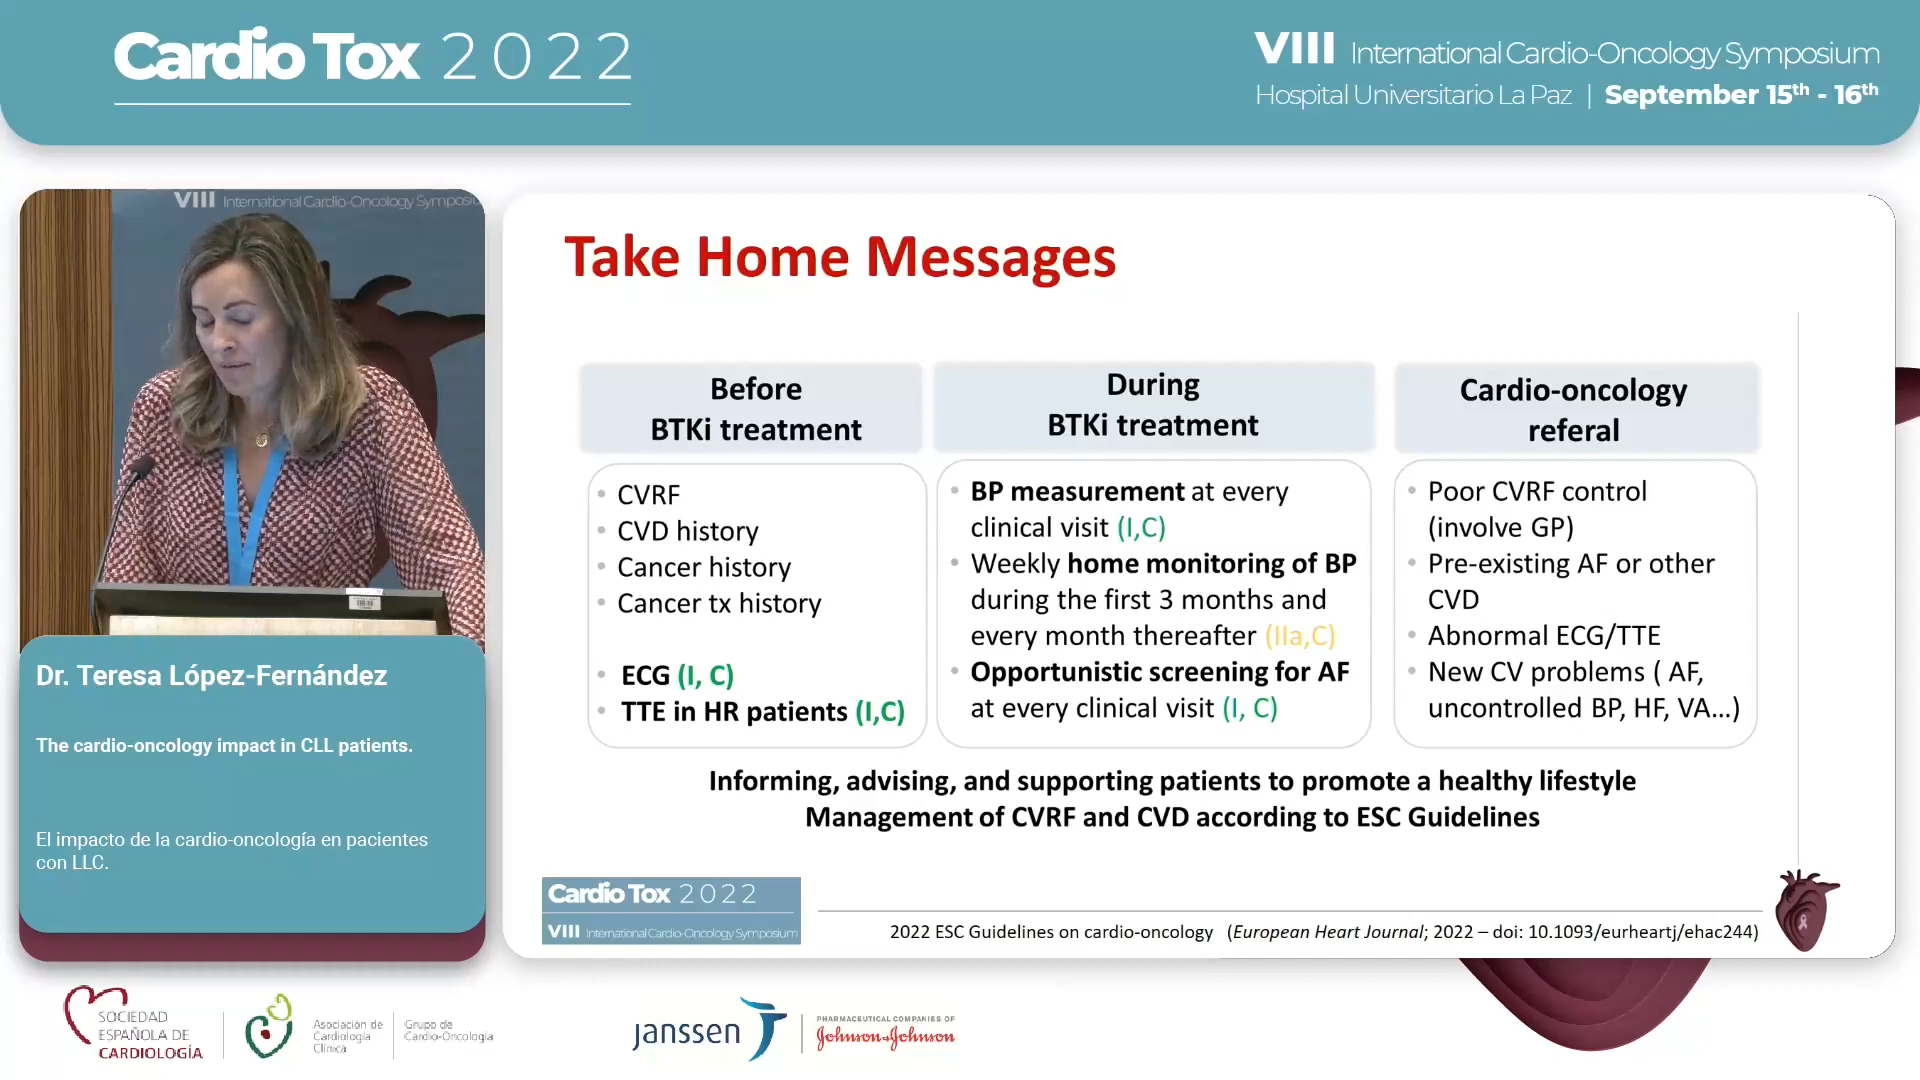 Cardio Tox 2022
VIII International Cardio-Oncology Symposium
Hospital Universitario La Paz | September 15th - 16th
VIII International Cardio-Oncology Symposiu
Dr. Teresa López-Fernández
The cardio-oncology impact in CLL patients.
El impacto de la cardio-oncología en pacientes
con LLC.
Take Home Messages
Before
BTKi treatment
• CVRF
• CVD history
• Cancer history
• Cancer tx history
• ECG (I, C)
• TTE in HR patients (I,C)
During
BTKi treatment
• BP measurement at every
clinical visit (I,C)
• Weekly home monitoring of BP
during the first 3 months and
every month thereafter (IIa,C)
• Opportunistic screening for AF
at every clinical visit (I, C)
Cardio-oncology
referal
• Poor CVRF control
(involve GP)
• Pre-existing AF or other
CVD
• Abnormal ECG/TTE
• New CV problems ( AF,
uncontrolled BP, HF, VA…)
Informing, advising, and supporting patients to promote a healthy lifestyle
Management of CVRF and CVD according to ESC Guidelines
Cardio Tox 2022
VIII International Cardio-Oncology Symposium
2022 ESC Guidelines on cardio-oncology (European Heart Journal; 2022 – doi: 10.1093/eurheartj/ehac244)
SOCIEDAD
ESPAÑOLA DE
CARDIOLOGÍA
Asociación de
Cardiología
Clínica
Grupo de
Cardio-Oncología
janssen
PHARMACEUTICAL COMPANIES OF
Johnson & Johnson